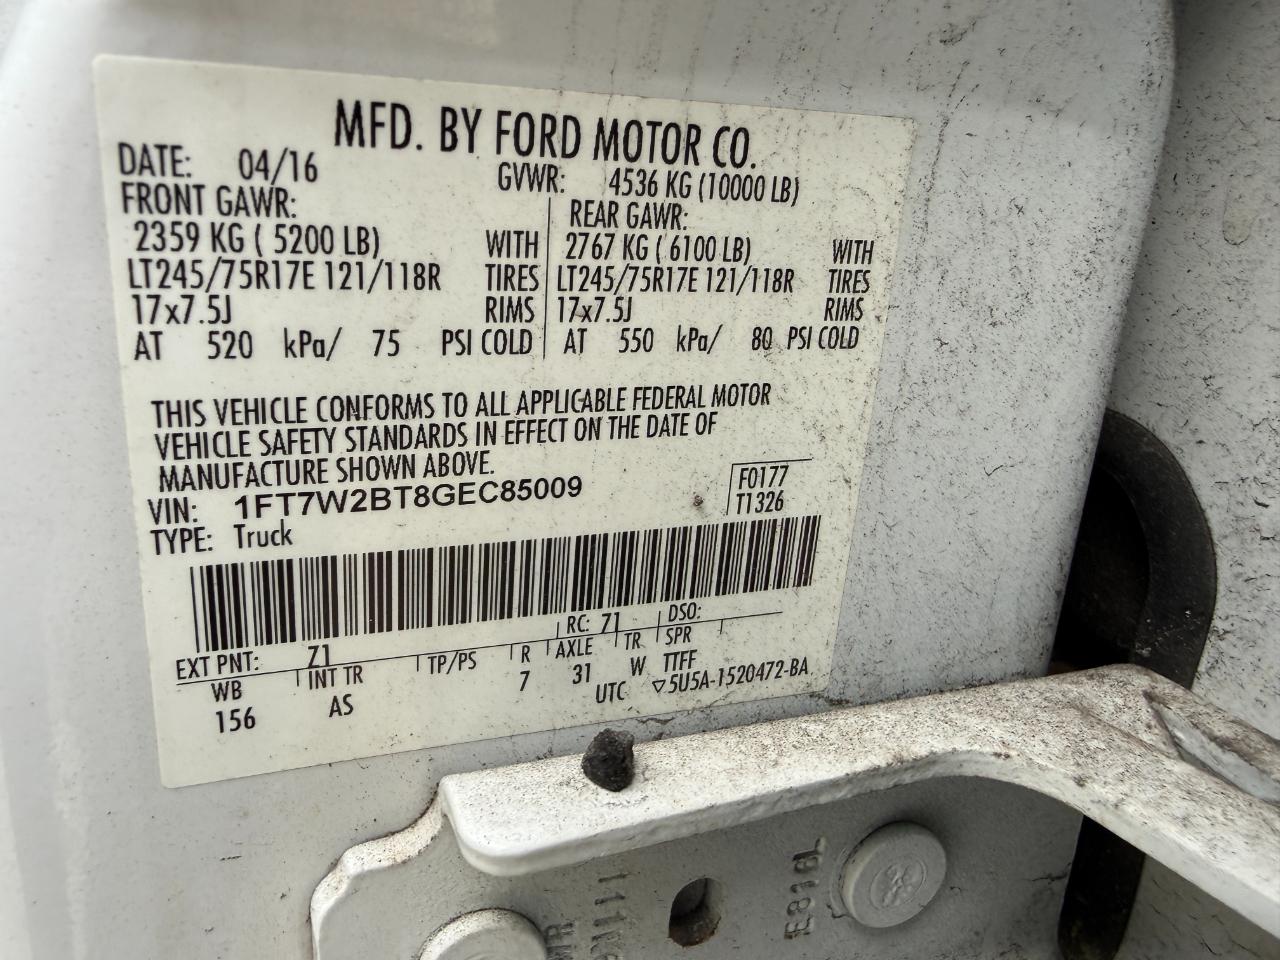 MFD. BY FORD MOTOR CO.
DATE: 04/16 GVWR: 4536 KG (10000 LB)
FRONT GAWR: REAR GAWR:
2359 KG ( 5200 LB) WITH 2767 KG ( 6100 LB) WITH
LT245/75R17E 121/118R TIRES LT245/75R17E 121/118R TIRES
17x7.5J RIMS 17x7.5J RIMS
AT 520 kPa/ 75 PSI COLD AT 550 kPa/ 80 PSI COLD
THIS VEHICLE CONFORMS TO ALL APPLICABLE FEDERAL MOTOR
VEHICLE SAFETY STANDARDS IN EFFECT ON THE DATE OF
MANUFACTURE SHOWN ABOVE.
VIN: 1FT7W2BT8GEC85009 F0177
TYPE: Truck T1326
EXT PNT: Z1 RC: 71 DSO:
WB INT TR TP/PS R AXLE TR SPR
156 AS 7 31 W TTFF
UTC ▽5U5A-1520472-BA
E818L